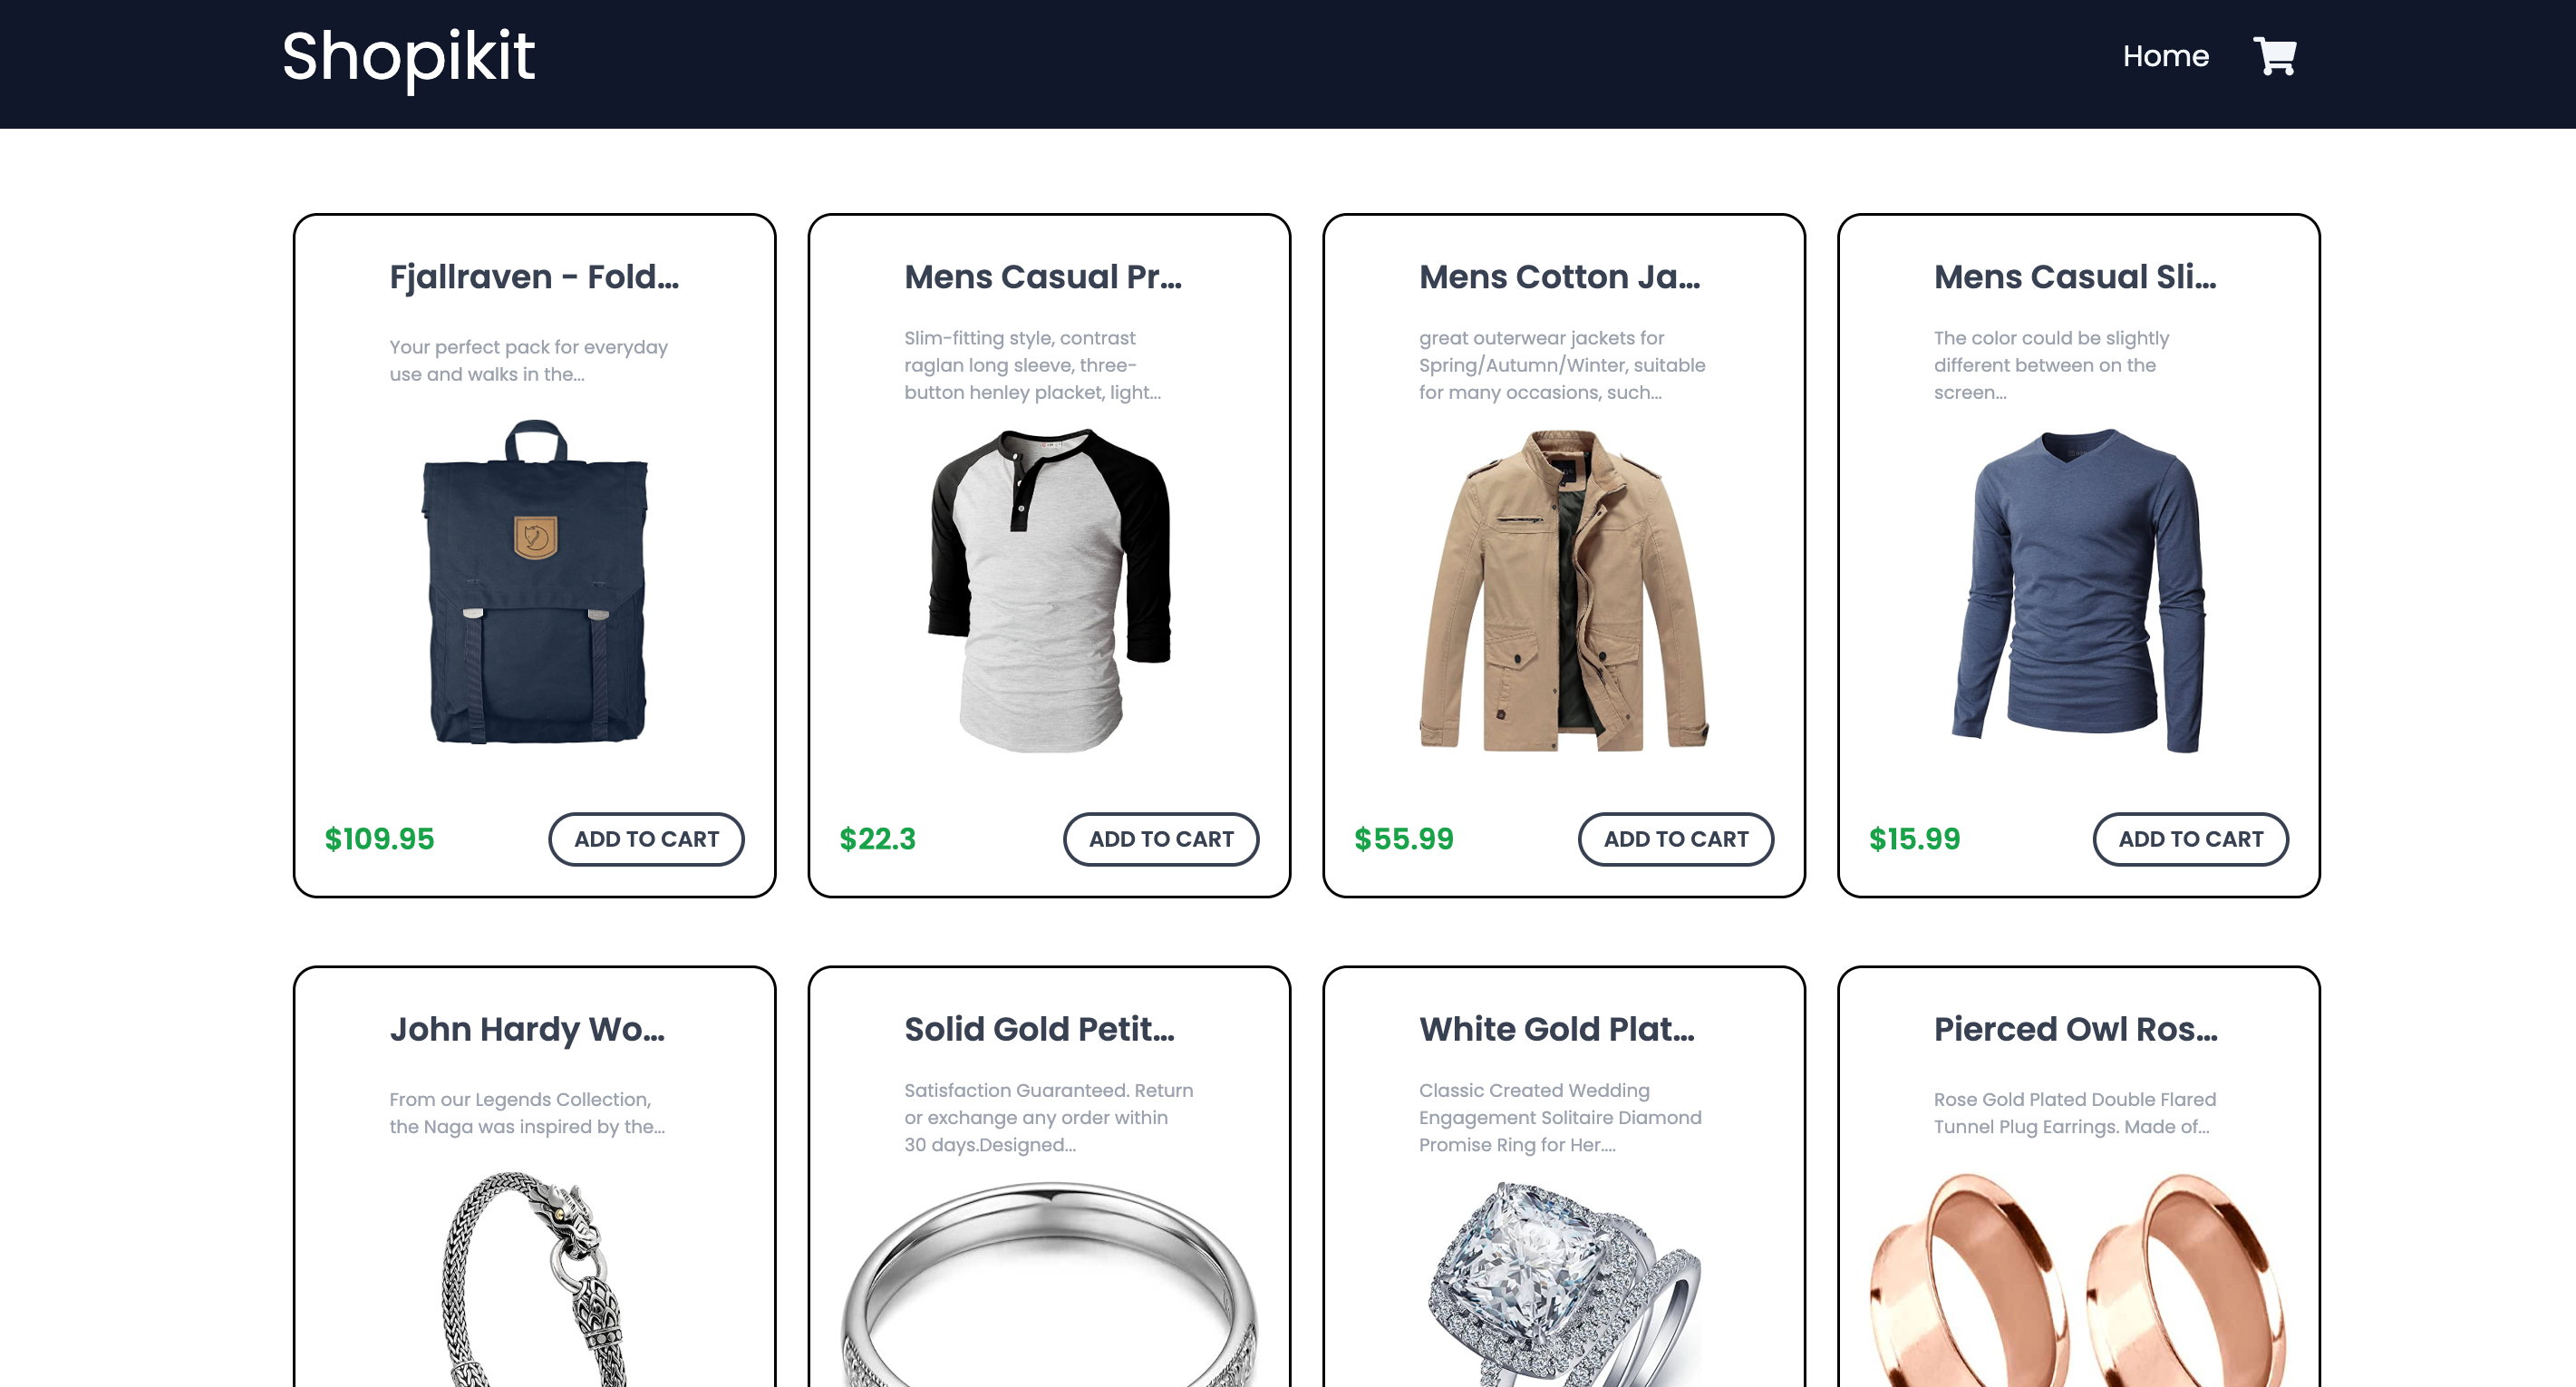 Shopikit
Home
Fjallraven - Fold...
Your perfect pack for everyday
use and walks in the...
$109.95
ADD TO CART
Mens Casual Pr...
Slim-fitting style, contrast
raglan long sleeve, three-
button henley placket, light...
$22.3
ADD TO CART
Mens Cotton Ja...
great outerwear jackets for
Spring/Autumn/Winter, suitable
for many occasions, such...
$55.99
ADD TO CART
Mens Casual Sli...
The color could be slightly
different between on the
screen...
$15.99
ADD TO CART
John Hardy Wo...
From our Legends Collection,
the Naga was inspired by the...
Solid Gold Petit...
Satisfaction Guaranteed. Return
or exchange any order within
30 days.Designed...
White Gold Plat...
Classic Created Wedding
Engagement Solitaire Diamond
Promise Ring for Her....
Pierced Owl Ros...
Rose Gold Plated Double Flared
Tunnel Plug Earrings. Made of...